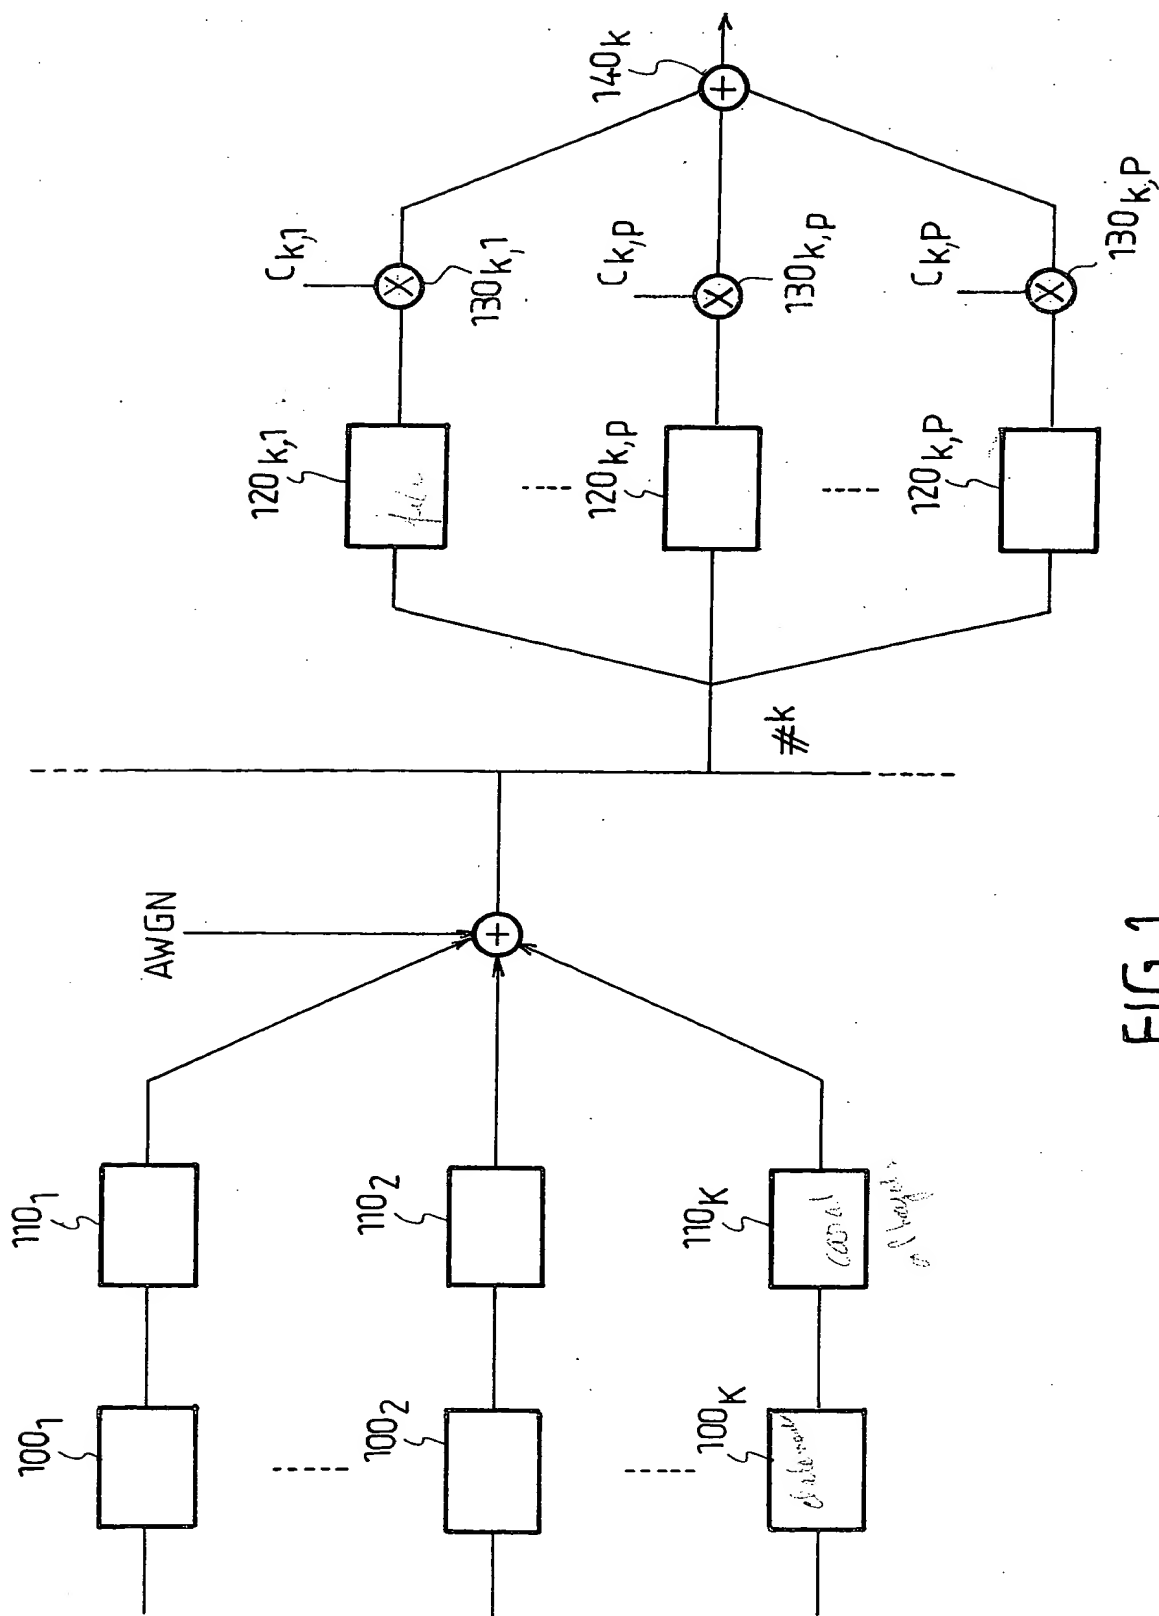 100₁
110₁
100₂
110₂
100K
110K
canal
AWGN
+
#k
120k,1
120k,p
120k,P
Ck,1
X
130k,1
Ck,p
X
130k,p
Ck,P
X
130k,P
140k
+
FIG.1